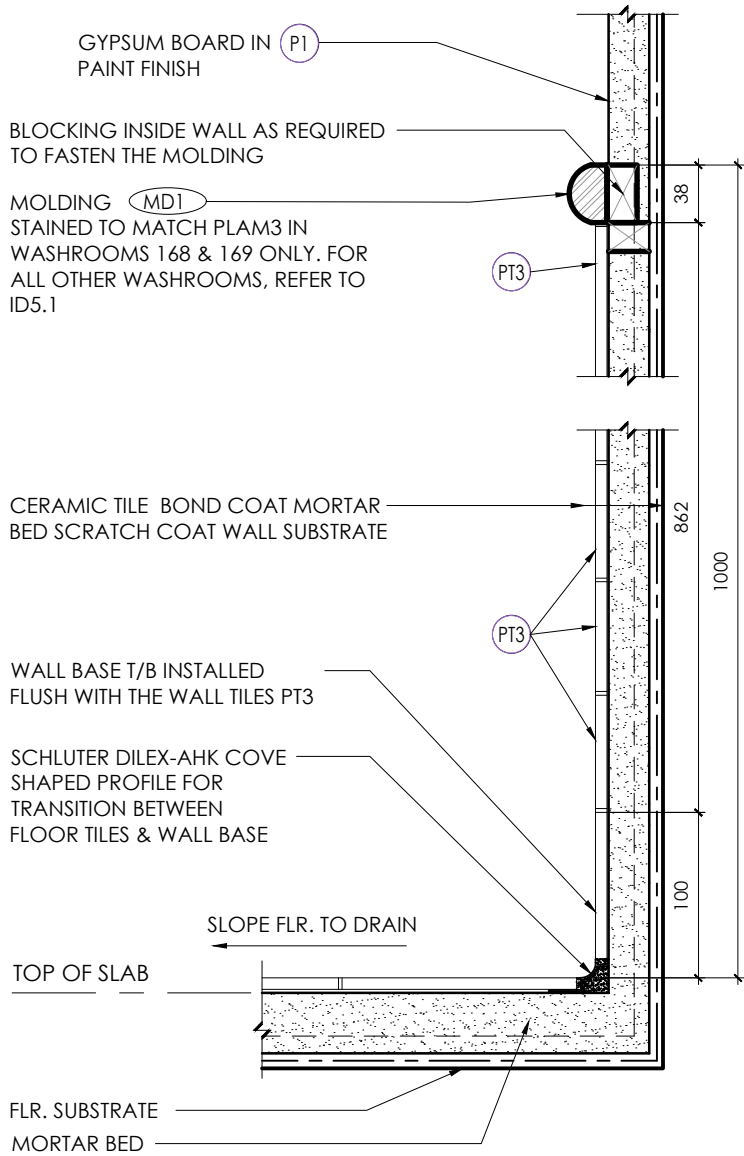 GYPSUM BOARD IN P1
PAINT FINISH
BLOCKING INSIDE WALL AS REQUIRED
TO FASTEN THE MOLDING
MOLDING MD1
STAINED TO MATCH PLAM3 IN
WASHROOMS 168 & 169 ONLY. FOR
ALL OTHER WASHROOMS, REFER TO
ID5.1
38
PT3
CERAMIC TILE BOND COAT MORTAR
BED SCRATCH COAT WALL SUBSTRATE
862
1000
PT3
WALL BASE T/B INSTALLED
FLUSH WITH THE WALL TILES PT3
SCHLUTER DILEX-AHK COVE
SHAPED PROFILE FOR
TRANSITION BETWEEN
FLOOR TILES & WALL BASE
100
SLOPE FLR. TO DRAIN
TOP OF SLAB
FLR. SUBSTRATE
MORTAR BED